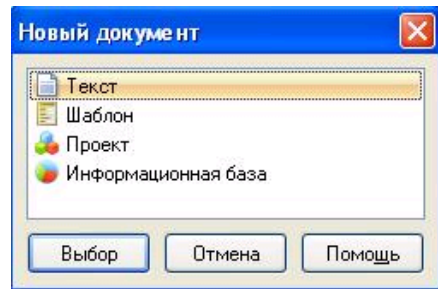 Новый документ
Текст
Шаблон
Проект
Информационная база
Выбор Отмена Помощь